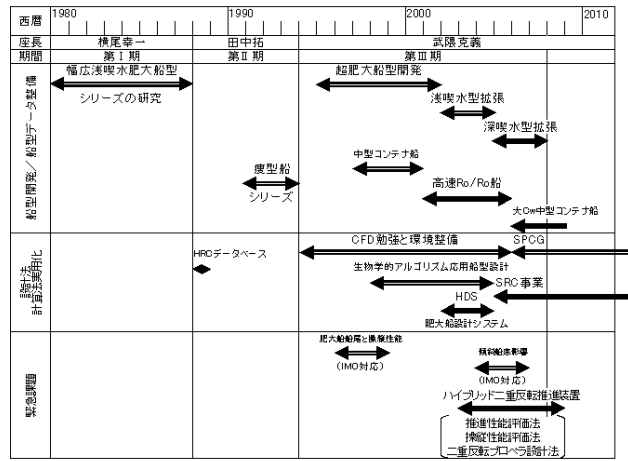 西暦
1980
1990
2000
2010
座長
横尾幸一
田中拓
武隈克義
期間
第Ⅰ期
第Ⅱ期
第Ⅲ期
船型開発／船型データ整備
幅広浅喫水肥大船型
シリーズの研究
超肥大船型開発
浅喫水型拡張
深喫水型拡張
中型コンテナ船
痩型船
シリーズ
高速Ro/Ro船
大Cw中型コンテナ船
設計法
計算法実用化
CFD勉強と環境整備
SPCG
HRCデータベース
生物学的アルゴリズム応用船型設計
SRC事業
HDS
肥大船設計システム
緊急課題
肥大船船尾と操縦性能
(IMO対応)
傾斜船底影響
(IMO対応)
ハイブリッド二重反転推進装置
推進性能評価法
操縦性能評価法
二重反転プロペラ設計法